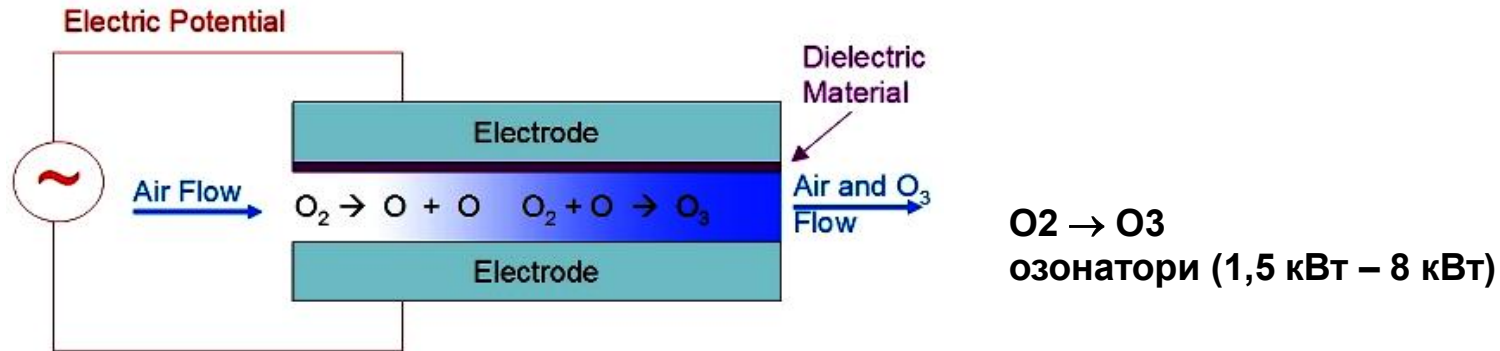 Electric Potential
Dielectric
Material
Electrode
~
Air Flow
O₂ → O + O   O₂ + O → O₃
Air and O₃
Flow
Electrode
O2 → O3
озонатори (1,5 кВт – 8 кВт)